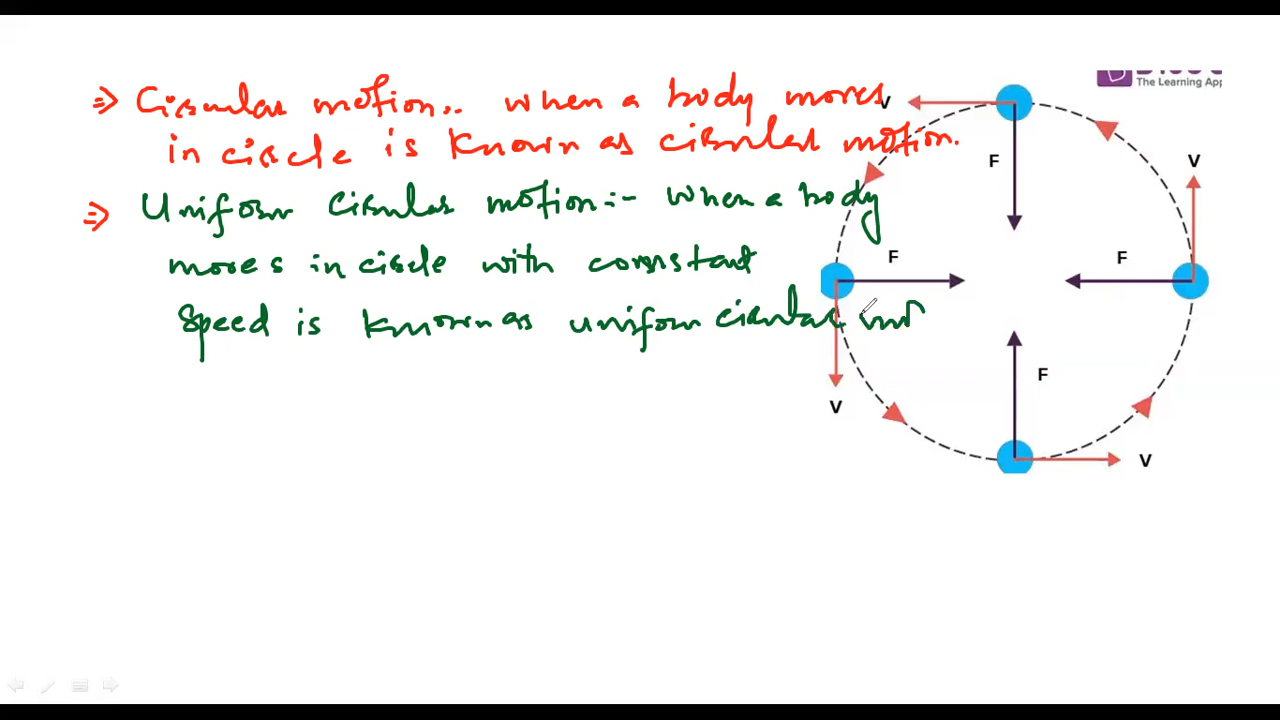 ⇒ Circular motion:. when a body moves
in circle is known as circular motion.
⇒ Uniform circular motion:- when a body
moves in circle with constant
speed is known as uniform circular
The Learning App
V
F
V
F
F
V
F
V